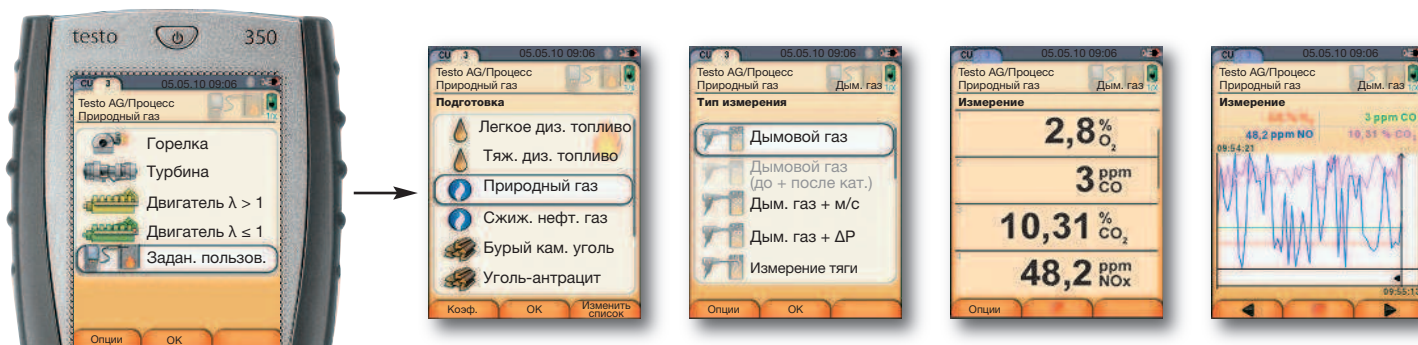 testo 350
CU 3 05.05.10 09:06
Testo AG/Процесс
Природный газ
1/x
Горелка
Турбина
Двигатель λ > 1
Двигатель λ ≤ 1
Задан. пользов.
Опции OK
CU 3 05.05.10 09:06
Testo AG/Процесс
Природный газ
1/x
Подготовка
Легкое диз. топливо
Тяж. диз. топливо
Природный газ
Сжиж. нефт. газ
Бурый кам. уголь
Уголь-антрацит
Коэф. OK Изменить
список
CU 3 05.05.10 09:06
Testo AG/Процесс
Природный газ Дым. газ 1/x
Тип измерения
Дымовой газ
Дымовой газ
(до + после кат.)
Дым. газ + м/с
Дым. газ + ΔP
Измерение тяги
Опции OK
CU 3 05.05.10 09:06
Testo AG/Процесс
Природный газ Дым. газ 1/x
Измерение
2,8 % O2
3 ppm CO
10,31 % CO2
48,2 ppm NOx
Опции
CU 3 05.05.10 09:06
Testo AG/Процесс
Природный газ Дым. газ 1/x
Измерение
3 ppm CO
48,2 ppm NO 10,31 % CO2
09:54:21